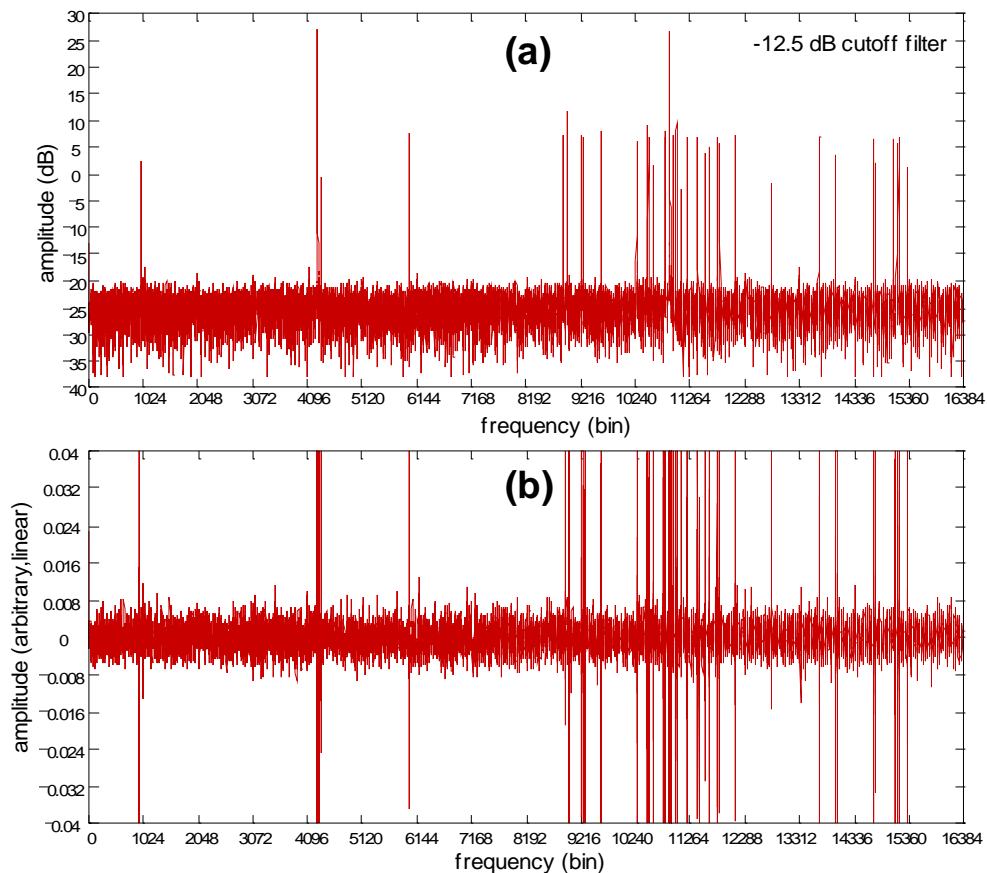 (a)
-12.5 dB cutoff filter
amplitude (dB)
30
25
20
15
10
5
0
−5
−10
−15
−20
−25
−30
−35
−40
0 1024 2048 3072 4096 5120 6144 7168 8192 9216 10240 11264 12288 13312 14336 15360 16384
frequency (bin)
(b)
amplitude (arbitrary,linear)
0.04
0.032
0.024
0.016
0.008
0
−0.008
−0.016
−0.024
−0.032
−0.04
0 1024 2048 3072 4096 5120 6144 7168 8192 9216 10240 11264 12288 13312 14336 15360 16384
frequency (bin)